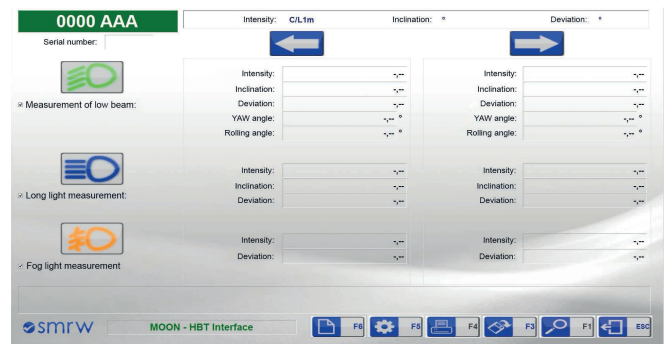 0000 AAA Intensity: C/L1m Inclination: ° Deviation: °
Serial number:
Intensity: -,-- Intensity: -,--
Inclination: -,-- Inclination: -,--
Measurement of low beam: Deviation: -,-- Deviation: -,--
YAW angle: -,-- ° YAW angle: -,-- °
Rolling angle: -,-- ° Rolling angle: -,-- °
Intensity: -,-- Intensity: -,--
Inclination: -,-- Inclination: -,--
Long light measurement: Deviation: -,-- Deviation: -,--
Intensity: -,-- Intensity: -,--
Deviation: -,-- Deviation: -,--
Fog light measurement
smrw MOON - HBT Interface F6 F5 F4 F3 F1 ESC